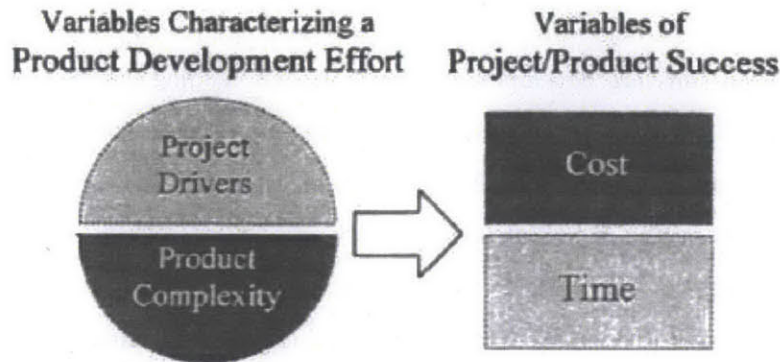 Variables Characterizing a
Product Development Effort
Project
Drivers
Product
Complexity
Variables of
Project/Product Success
Cost
Time